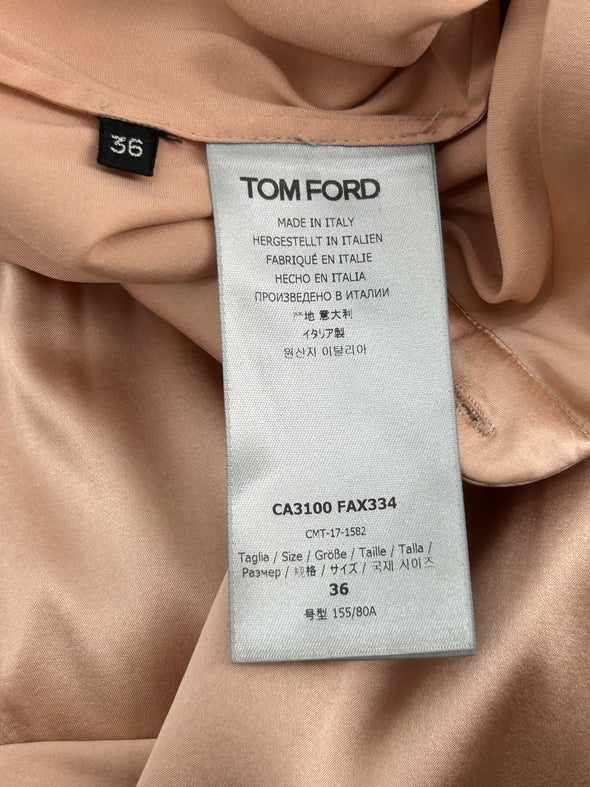 36
TOM FORD
MADE IN ITALY
HERGESTELLT IN ITALIEN
FABRIQUÉ EN ITALIE
HECHO EN ITALIA
ПРОИЗВЕДЕНО В ИТАЛИИ
地 意大利
イタリア製
원산지 이탈리아
CA3100 FAX334
CMT-17-1582
Taglia / Size / Größe / Taille / Talla /
Размер / 规格 / サイズ / 국제 사이즈
36
号型 155/80A